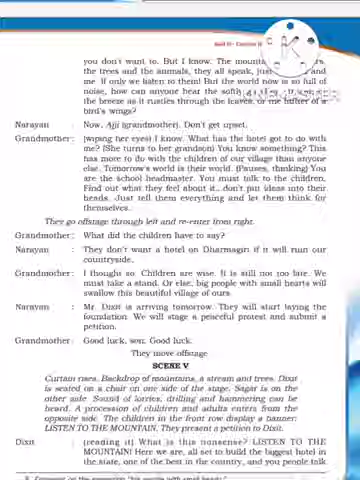 you don't want to. But I know. The
the trees and the animals, they all speak, just and
me. If only we listen to them! But the world now is so full of
noise, how can anyone hear the soft
the breeze as it rustles through the leaves, or the flutter of a
bird's wings?
Narayan : Now, Ajji (grandmother). Don't get upset.
Grandmother : (wiping her eyes) I know. What has the hotel got to do with
me? (She turns to her grandson) You know something? This
has more to do with the children of our village than anyone
else. Tomorrow's world is their world. (Pauses, thinking) You
are the school headmaster. You must talk to the children.
Find out what they feel about it.. don't put ideas into their
heads. Just tell them everything and let them think for
themselves.
They go offstage through left and re-enter from right.
Grandmother : What did the children have to say?
Narayan : They don't want a hotel on Dharmagiri if it will ruin our
countryside.
Grandmother : I thought so. Children are wise. It is still not too late. We
must take a stand. Or else, big people with small hearts will
swallow this beautiful village of ours.
Narayan : Mr. Dixit is arriving tomorrow. They will start laying the
foundation. We will stage a peaceful protest and submit a
petition.
Grandmother : Good luck, son. Good luck.
They move offstage
SCENE V
Curtain rises. Backdrop of mountains, a stream and trees. Dixit
is seated on a chair on one side of the stage. Sagar is on the
other side. Sound of lorries, drilling and hammering can be
heard. A procession of children and adults enters from the
opposite side. The children in the front row display a banner:
LISTEN TO THE MOUNTAIN. They present a petition to Dixit.
Dixit : (reading it) What is this nonsense? LISTEN TO THE
MOUNTAIN! Here we are, all set to build the biggest hotel in
the state, one of the best in the country, and you people talk